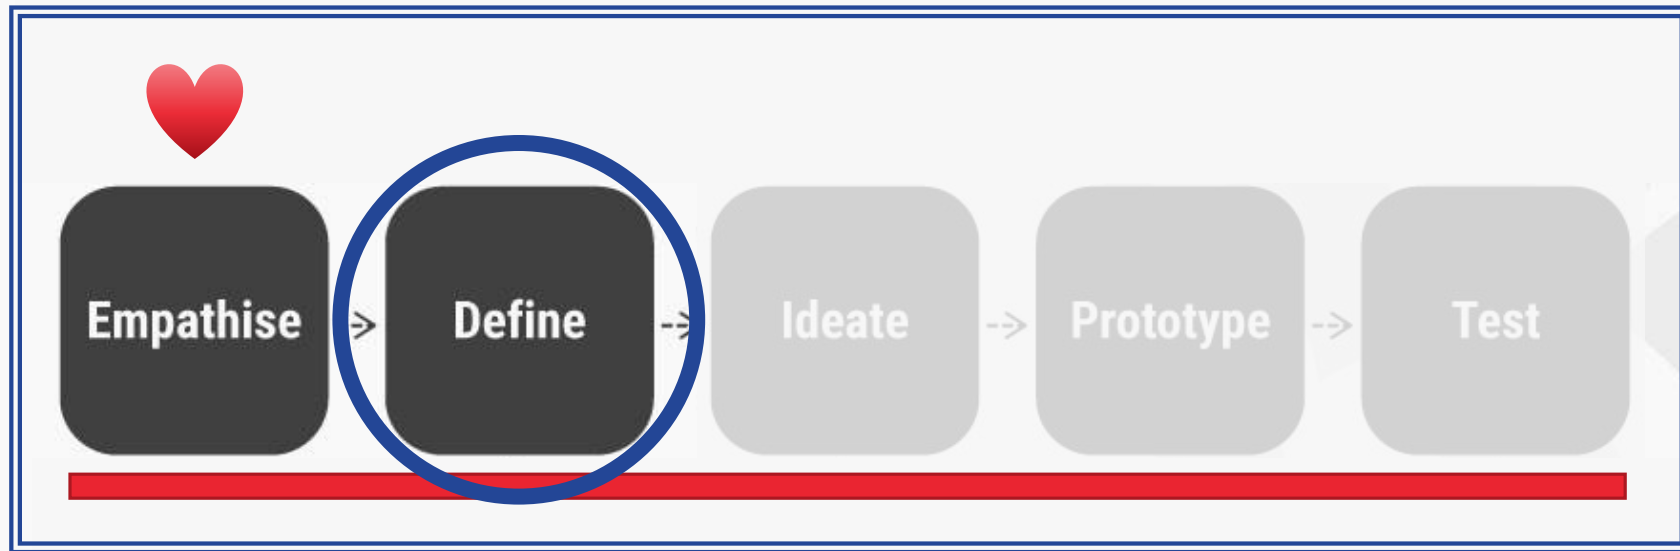 Empathise --> Define --> Ideate --> Prototype --> Test